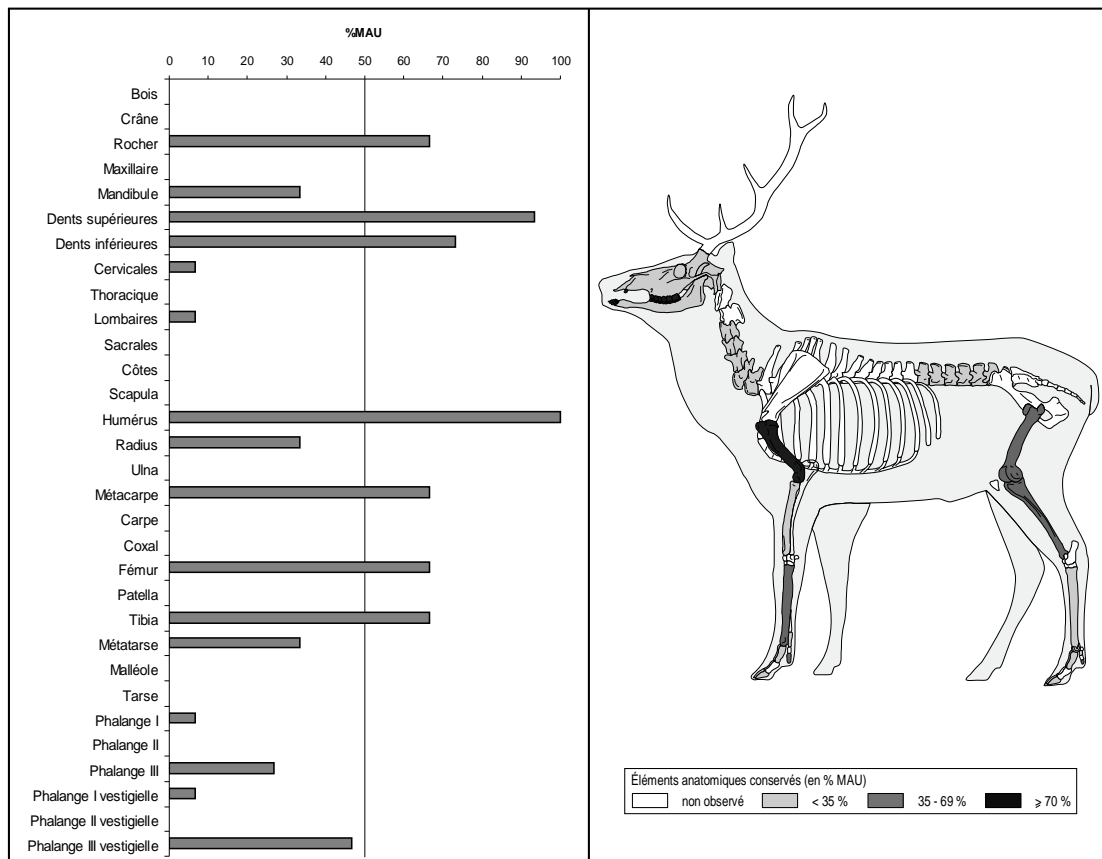 %MAU
0 10 20 30 40 50 60 70 80 90 100
Bois
Crâne
Rocher
Maxillaire
Mandibule
Dents supérieures
Dents inférieures
Cervicales
Thoracique
Lombaires
Sacrales
Côtes
Scapula
Humérus
Radius
Ulna
Métacarpe
Carpe
Coxal
Fémur
Patella
Tibia
Métatarse
Malléole
Tarse
Phalange I
Phalange II
Phalange III
Phalange I vestigielle
Phalange II vestigielle
Phalange III vestigielle
Éléments anatomiques conservés (en % MAU)
non observé < 35 % 35 - 69 % ⩾ 70 %